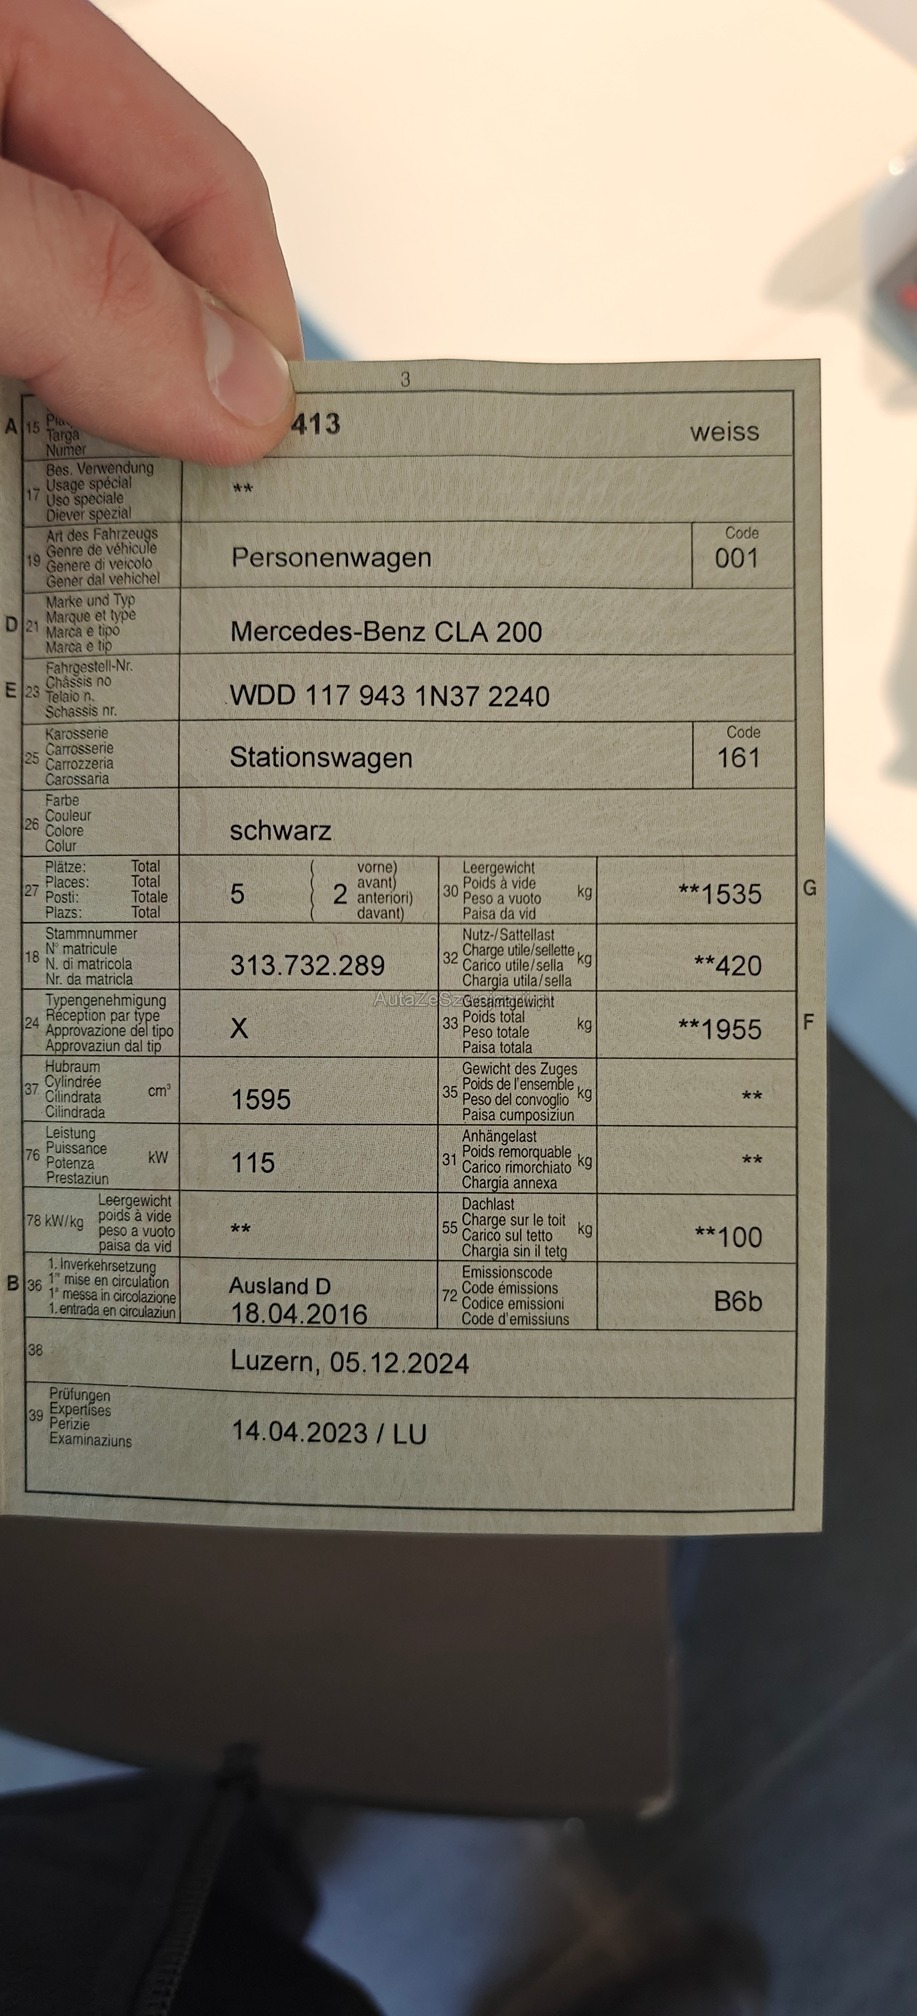 3
A 15 Targa 413 weiss
Numer
17 Bes. Verwendung
Usage spécial
Uso speciale
Diever spezial
**
19 Art des Fahrzeugs
Genre de véhicule
Genere di veicolo
Gener dal vehichel
Personenwagen
Code
001
D 21 Marke und Typ
Marque et type
Marca e tipo
Marca e tip
Mercedes-Benz CLA 200
E 23 Fahrgestell-Nr.
Châssis no
Telaio n.
Schassis nr.
WDD 117 943 1N37 2240
25 Karosserie
Carrosserie
Carrozzeria
Carossaria
Stationswagen
Code
161
26 Farbe
Couleur
Colore
Colur
schwarz
27 Plätze: Total
Places: Total
Posti: Totale
Plazs: Total
5 ( 2 vorne)
avant)
anteriori)
davant)
30 Leergewicht
Poids à vide
Peso a vuoto
Paisa da vid
kg
**1535 G
18 Stammnummer
N° matricule
N. di matricola
Nr. da matricla
313.732.289
32 Nutz-/Sattellast
Charge utile/sellette
Carico utile/sella
Chargia utila/sella
kg
**420
24 Typengenehmigung
Réception par type
Approvazione del tipo
Approvaziun dal tip
X
33 Gesamtgewicht
Poids total
Peso totale
Paisa totala
kg
**1955 F
37 Hubraum
Cylindrée
Cilindrata
Cilindrada
cm³
1595
35 Gewicht des Zuges
Poids de l'ensemble
Peso del convoglio
Paisa cumposiziun
kg
**
76 Leistung
Puissance
Potenza
Prestaziun
kW
115
31 Anhängelast
Poids remorquable
Carico rimorchiato
Chargia annexa
kg
**
78 kW/kg Leergewicht
poids à vide
peso a vuoto
paisa da vid
**
55 Dachlast
Charge sur le toit
Carico sul tetto
Chargia sin il tetg
kg
**100
B 36 1. Inverkehrsetzung
1re mise en circulation
1a messa in circolazione
1. entrada en circulaziun
Ausland D
18.04.2016
72 Emissionscode
Code émissions
Codice emissioni
Code d'emissiuns
B6b
38 Luzern, 05.12.2024
39 Prüfungen
Expertises
Perizie
Examinaziuns
14.04.2023 / LU